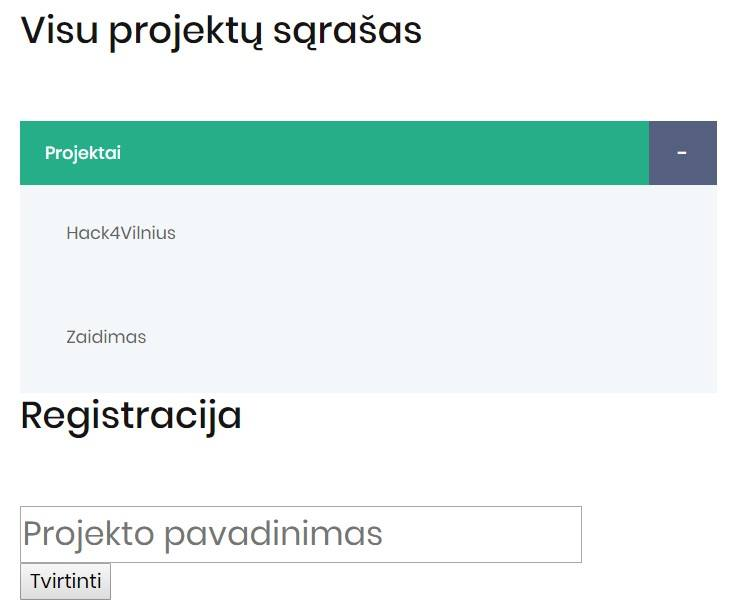 Visu projektų sąrašas
Projektai -
Hack4Vilnius
Zaidimas
Registracija
Projekto pavadinimas
Tvirtinti